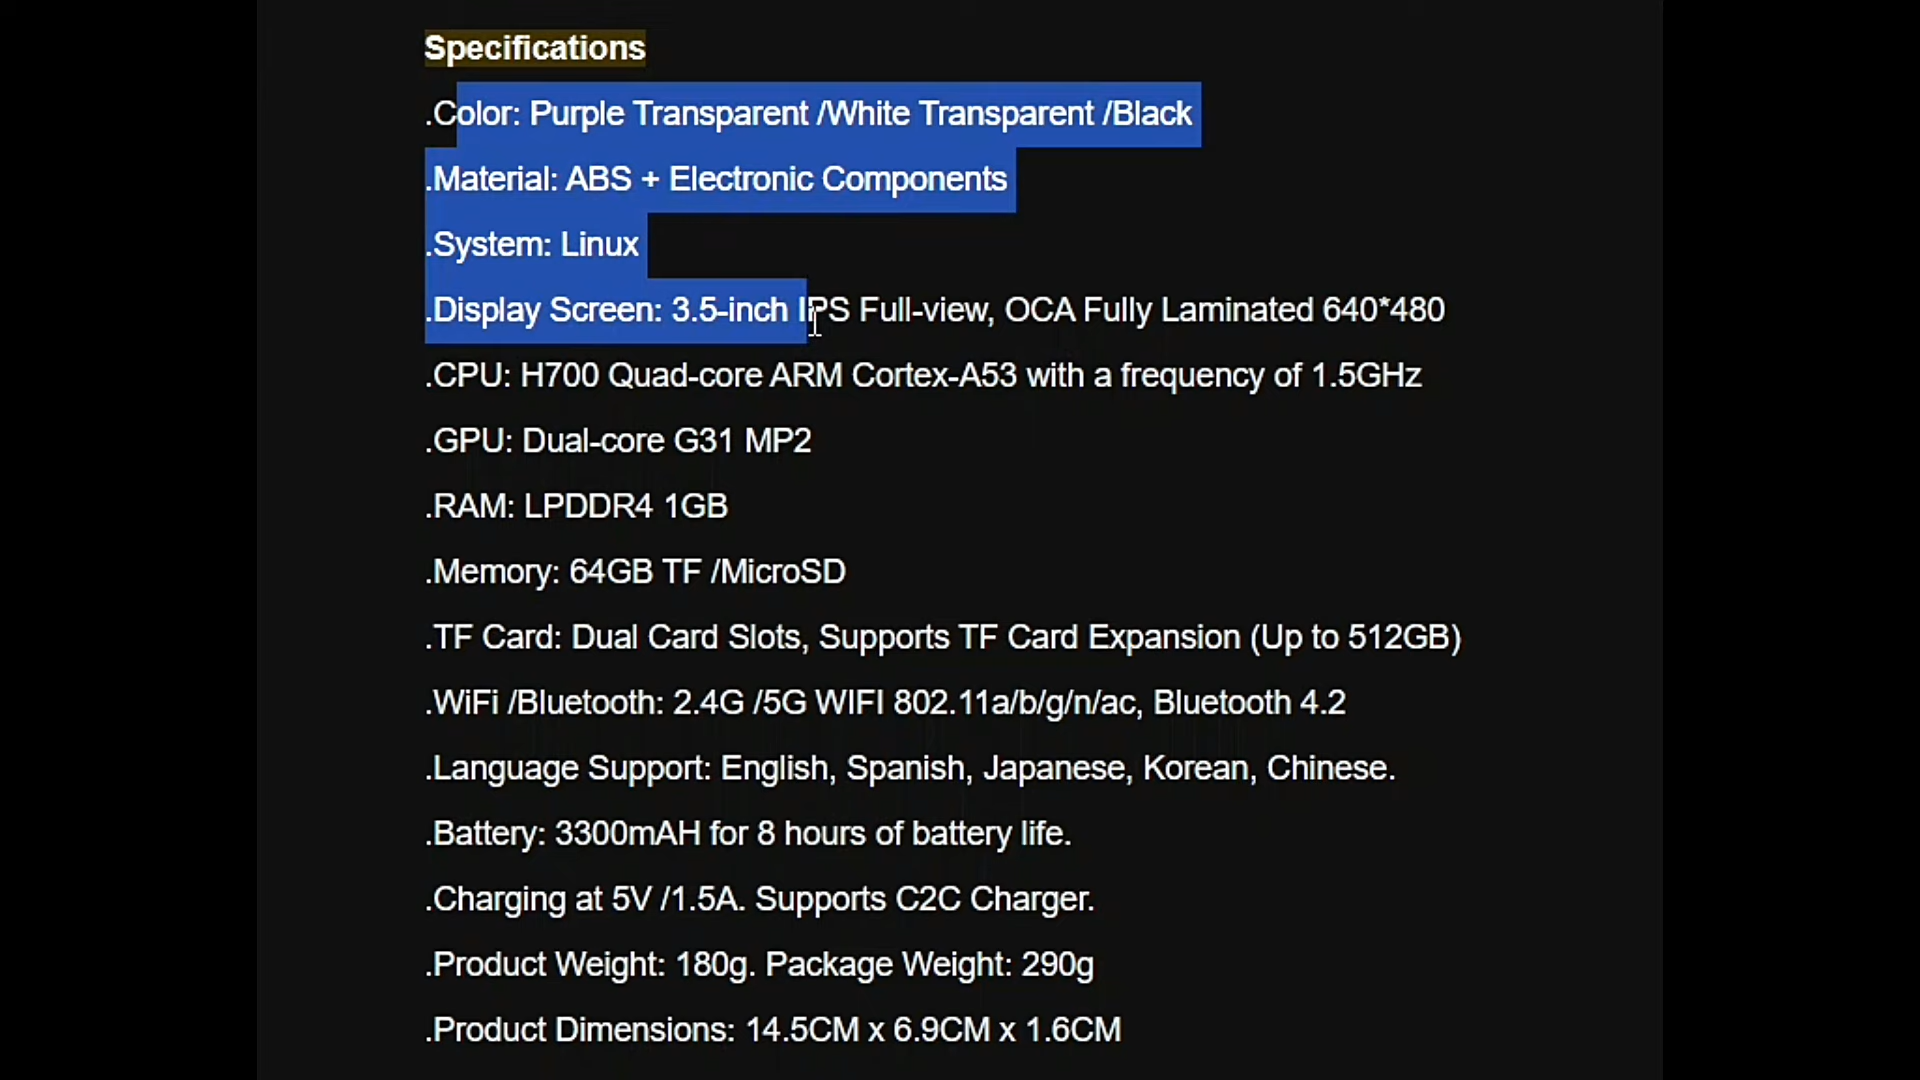 Specifications
.Color: Purple Transparent /White Transparent /Black
.Material: ABS + Electronic Components
.System: Linux
.Display Screen: 3.5-inch IPS Full-view, OCA Fully Laminated 640*480
.CPU: H700 Quad-core ARM Cortex-A53 with a frequency of 1.5GHz
.GPU: Dual-core G31 MP2
.RAM: LPDDR4 1GB
.Memory: 64GB TF /MicroSD
.TF Card: Dual Card Slots, Supports TF Card Expansion (Up to 512GB)
.WiFi /Bluetooth: 2.4G /5G WIFI 802.11a/b/g/n/ac, Bluetooth 4.2
.Language Support: English, Spanish, Japanese, Korean, Chinese.
.Battery: 3300mAH for 8 hours of battery life.
.Charging at 5V /1.5A. Supports C2C Charger.
.Product Weight: 180g. Package Weight: 290g
.Product Dimensions: 14.5CM x 6.9CM x 1.6CM